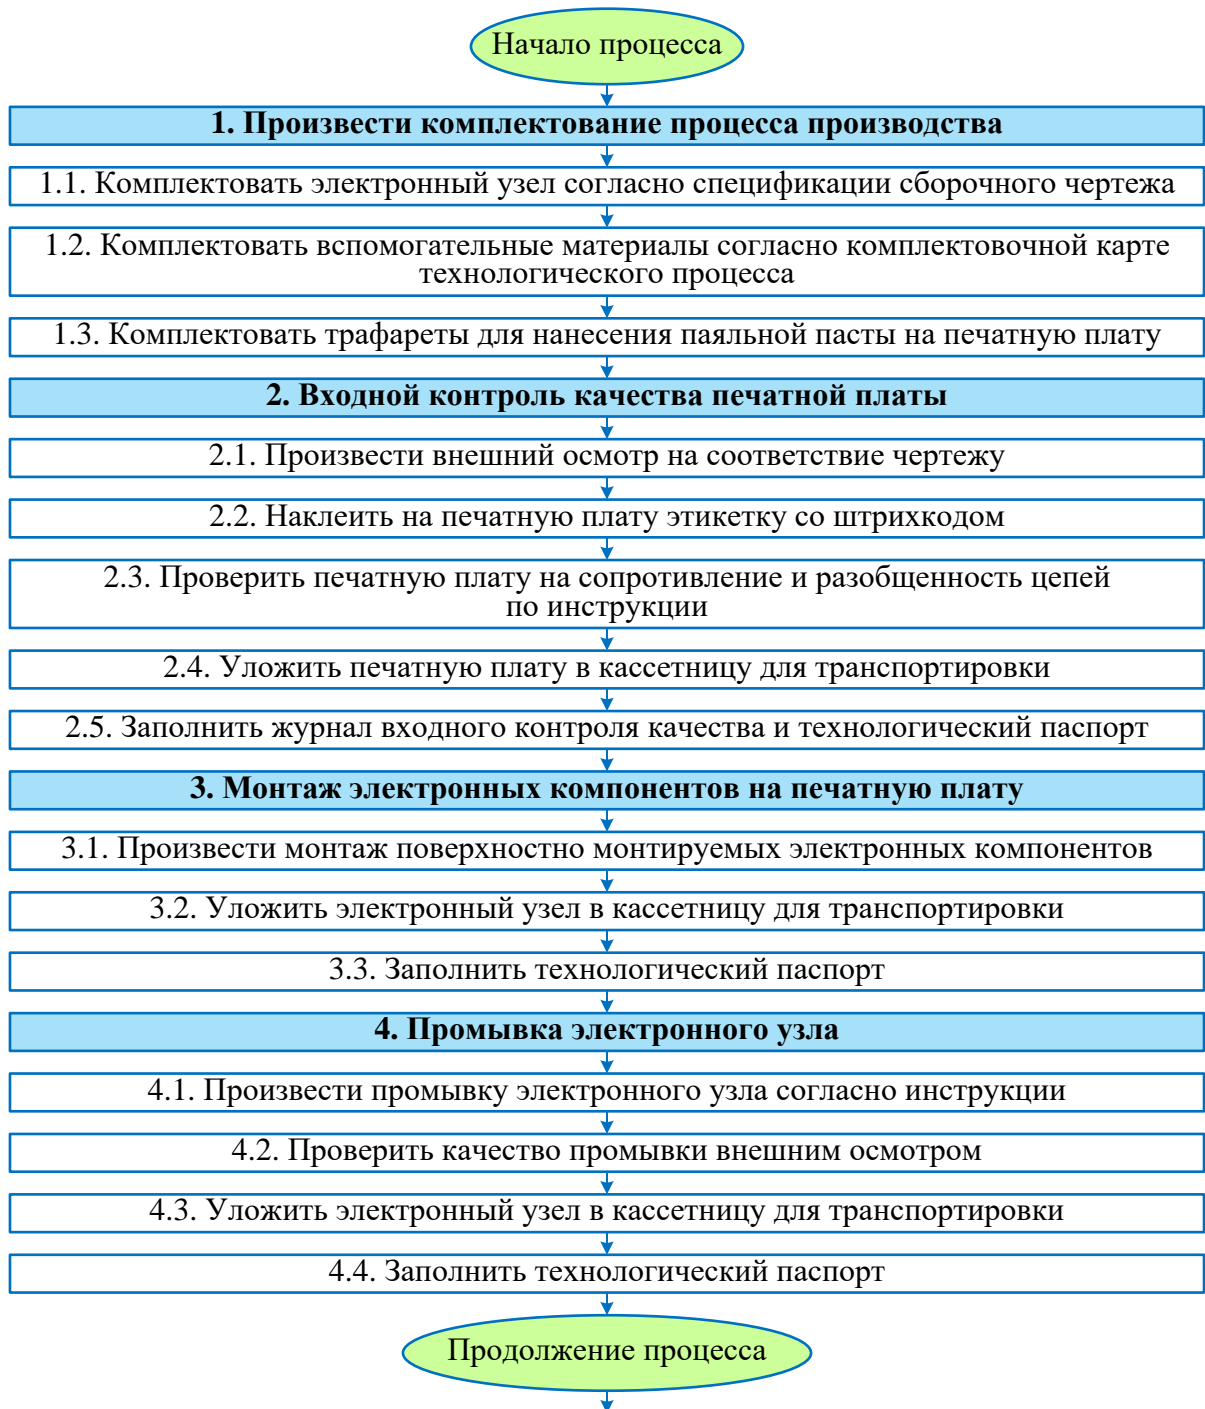 Начало процесса
1. Произвести комплектование процесса производства
1.1. Комплектовать электронный узел согласно спецификации сборочного чертежа
1.2. Комплектовать вспомогательные материалы согласно комплектовочной карте
технологического процесса
1.3. Комплектовать трафареты для нанесения паяльной пасты на печатную плату
2. Входной контроль качества печатной платы
2.1. Произвести внешний осмотр на соответствие чертежу
2.2. Наклеить на печатную плату этикетку со штрихкодом
2.3. Проверить печатную плату на сопротивление и разобщенность цепей
по инструкции
2.4. Уложить печатную плату в кассетницу для транспортировки
2.5. Заполнить журнал входного контроля качества и технологический паспорт
3. Монтаж электронных компонентов на печатную плату
3.1. Произвести монтаж поверхностно монтируемых электронных компонентов
3.2. Уложить электронный узел в кассетницу для транспортировки
3.3. Заполнить технологический паспорт
4. Промывка электронного узла
4.1. Произвести промывку электронного узла согласно инструкции
4.2. Проверить качество промывки внешним осмотром
4.3. Уложить электронный узел в кассетницу для транспортировки
4.4. Заполнить технологический паспорт
Продолжение процесса